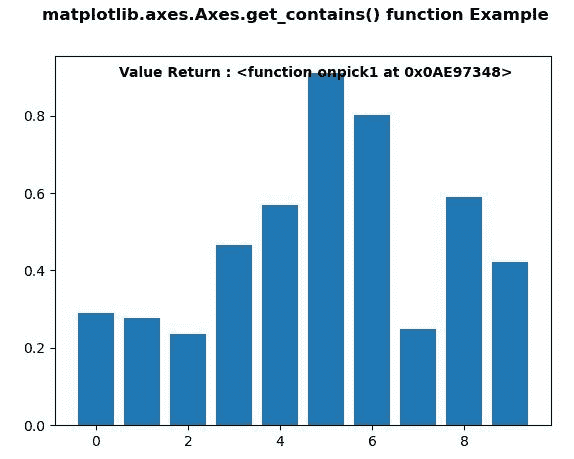 matplotlib.axes.Axes.get_contains() function Example
Value Return : <function onpick1 at 0x0AE97348>
0.8
0.6
0.4
0.2
0.0
0 2 4 6 8